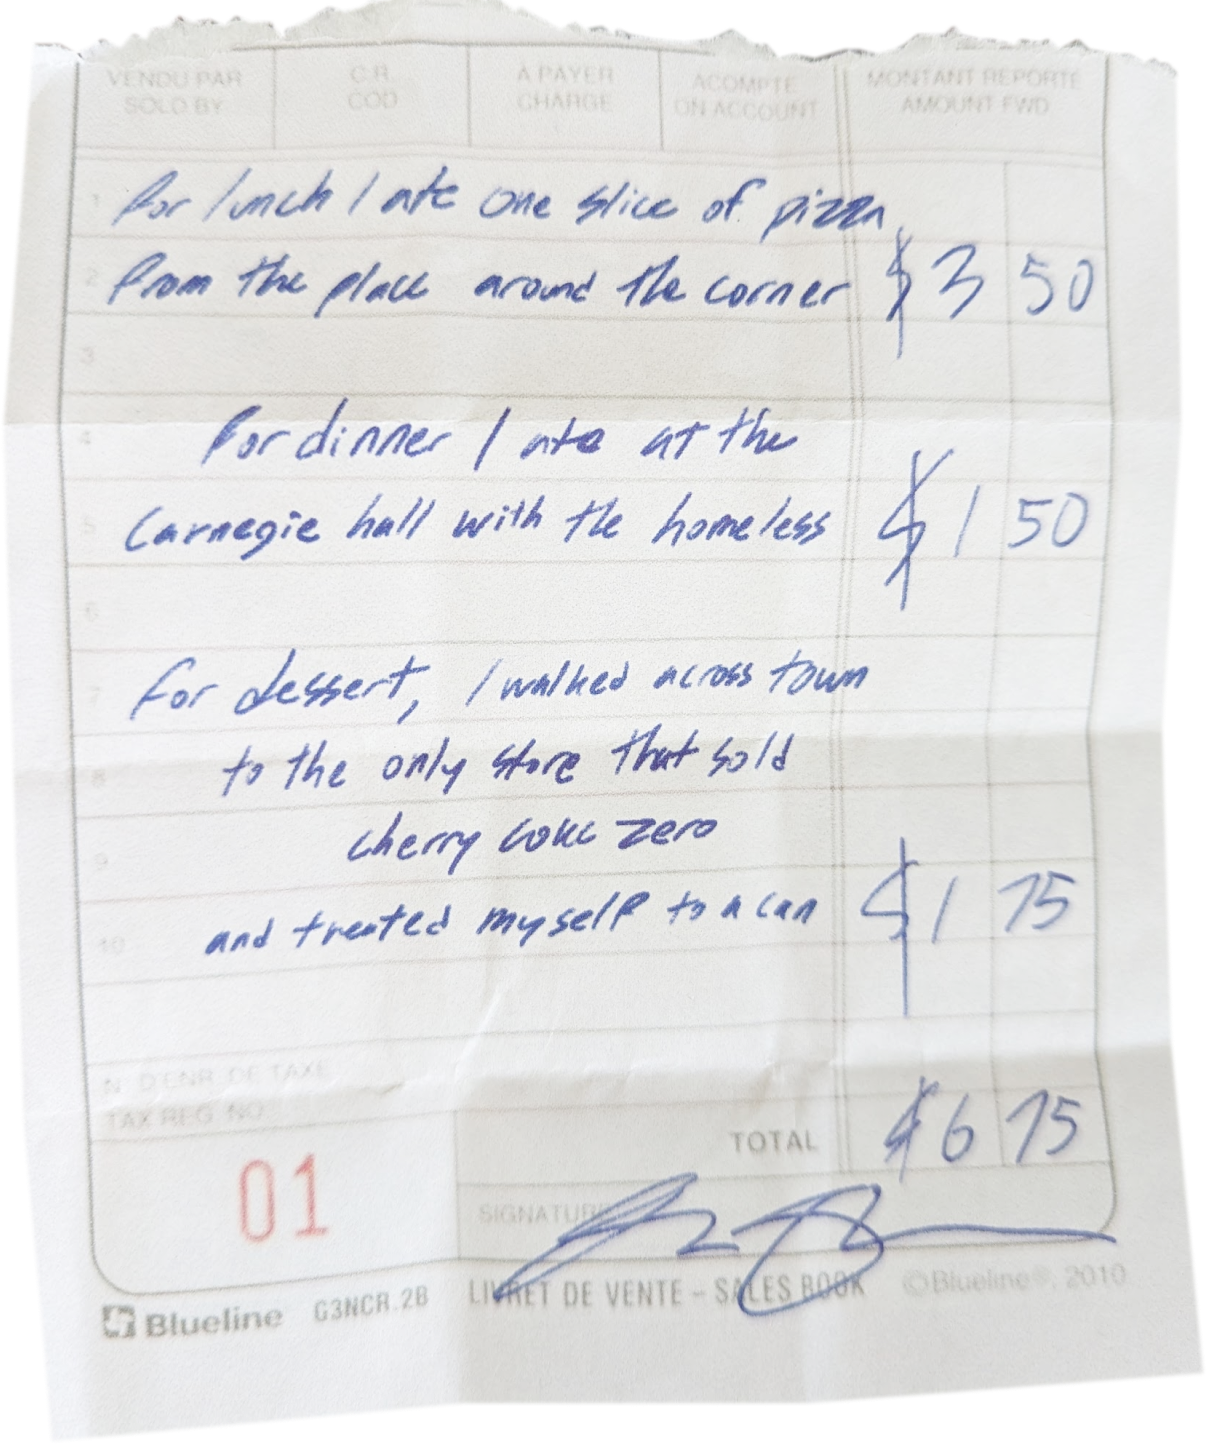 VENDU PAR SOLD BY
C.R. COD
À PAYER CHARGE
ACOMPTE ON ACCOUNT
MONTANT REPORTÉ AMOUNT FWD
1 For lunch I ate one slice of pizza
2 from the place around the corner $3 50
3
4 For dinner I ate at the
5 Carnegie hall with the homeless $1 50
6
7 For dessert, I walked across town
8 to the only store that sold
9 cherry coke zero
10 and treated myself to a can $1 75
N° D'ENR. DE TAXE
TAX REG. NO.
TOTAL $6 75
01
SIGNATURE
Blueline G3NCR.2B LIVRET DE VENTE - SALES BOOK ©Blueline®, 2010